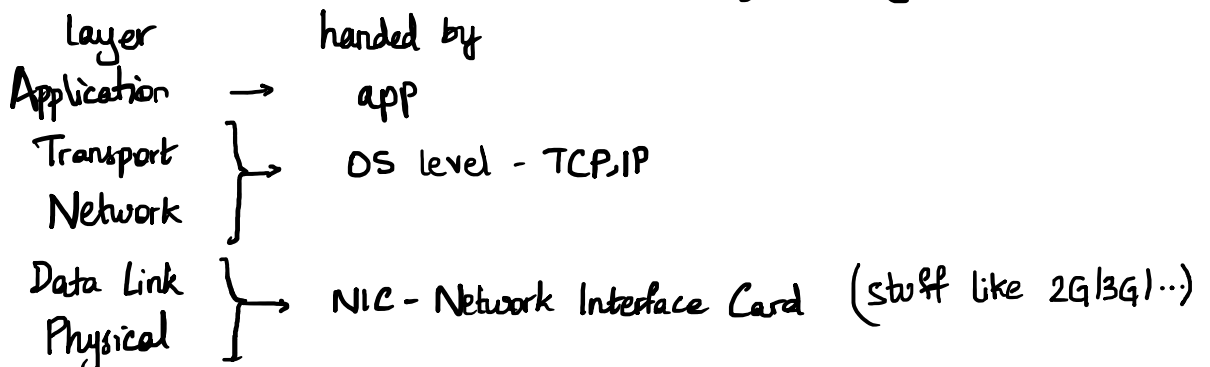 Layer handed by
Application → app
Transport
OS level - TCP,IP
Network
Data Link
NIC - Network Interface Card (stuff like 2G/3G/...)
Physical